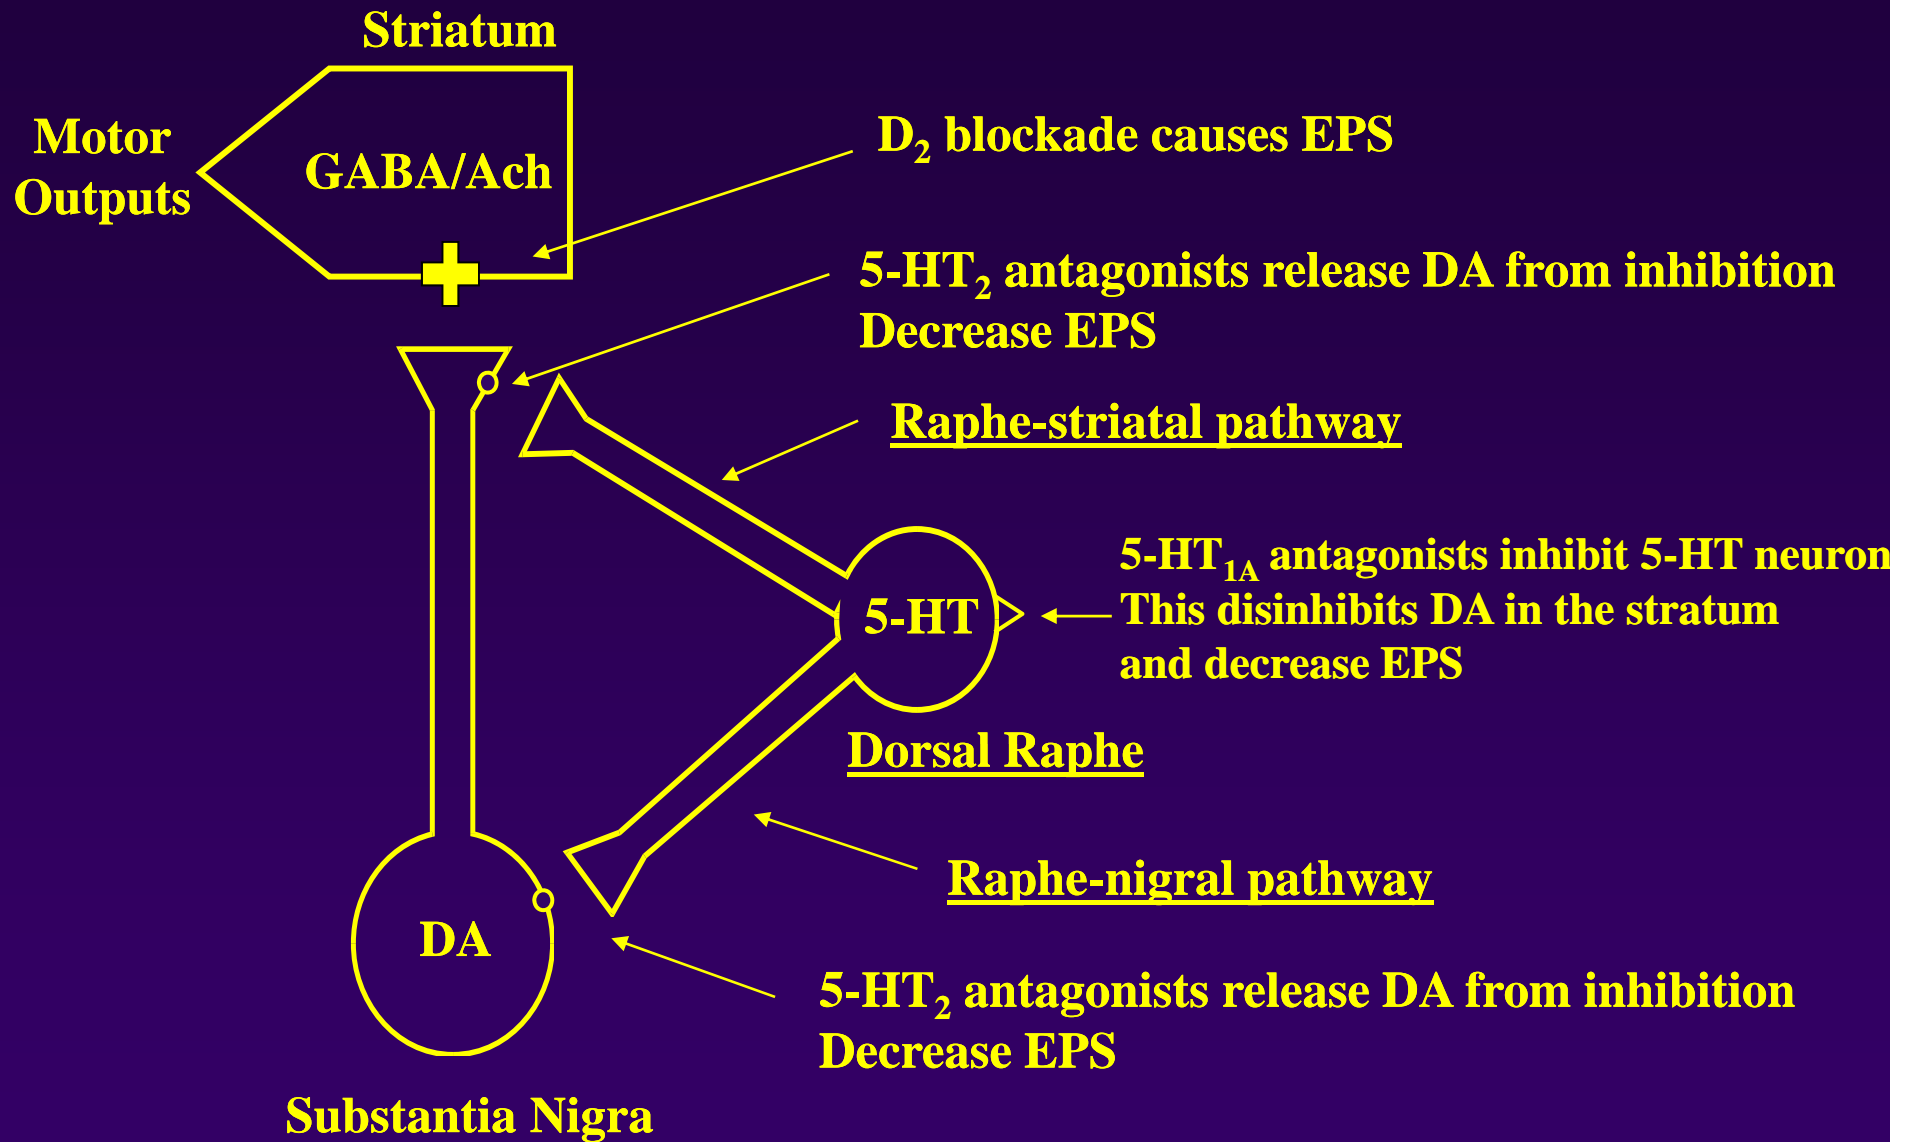 Striatum
Motor
Outputs
GABA/Ach
D₂ blockade causes EPS
5-HT₂ antagonists release DA from inhibition
Decrease EPS
Raphe-striatal pathway
5-HT
5-HT₁A antagonists inhibit 5-HT neuron
This disinhibits DA in the stratum
and decrease EPS
Dorsal Raphe
Raphe-nigral pathway
DA
5-HT₂ antagonists release DA from inhibition
Decrease EPS
Substantia Nigra